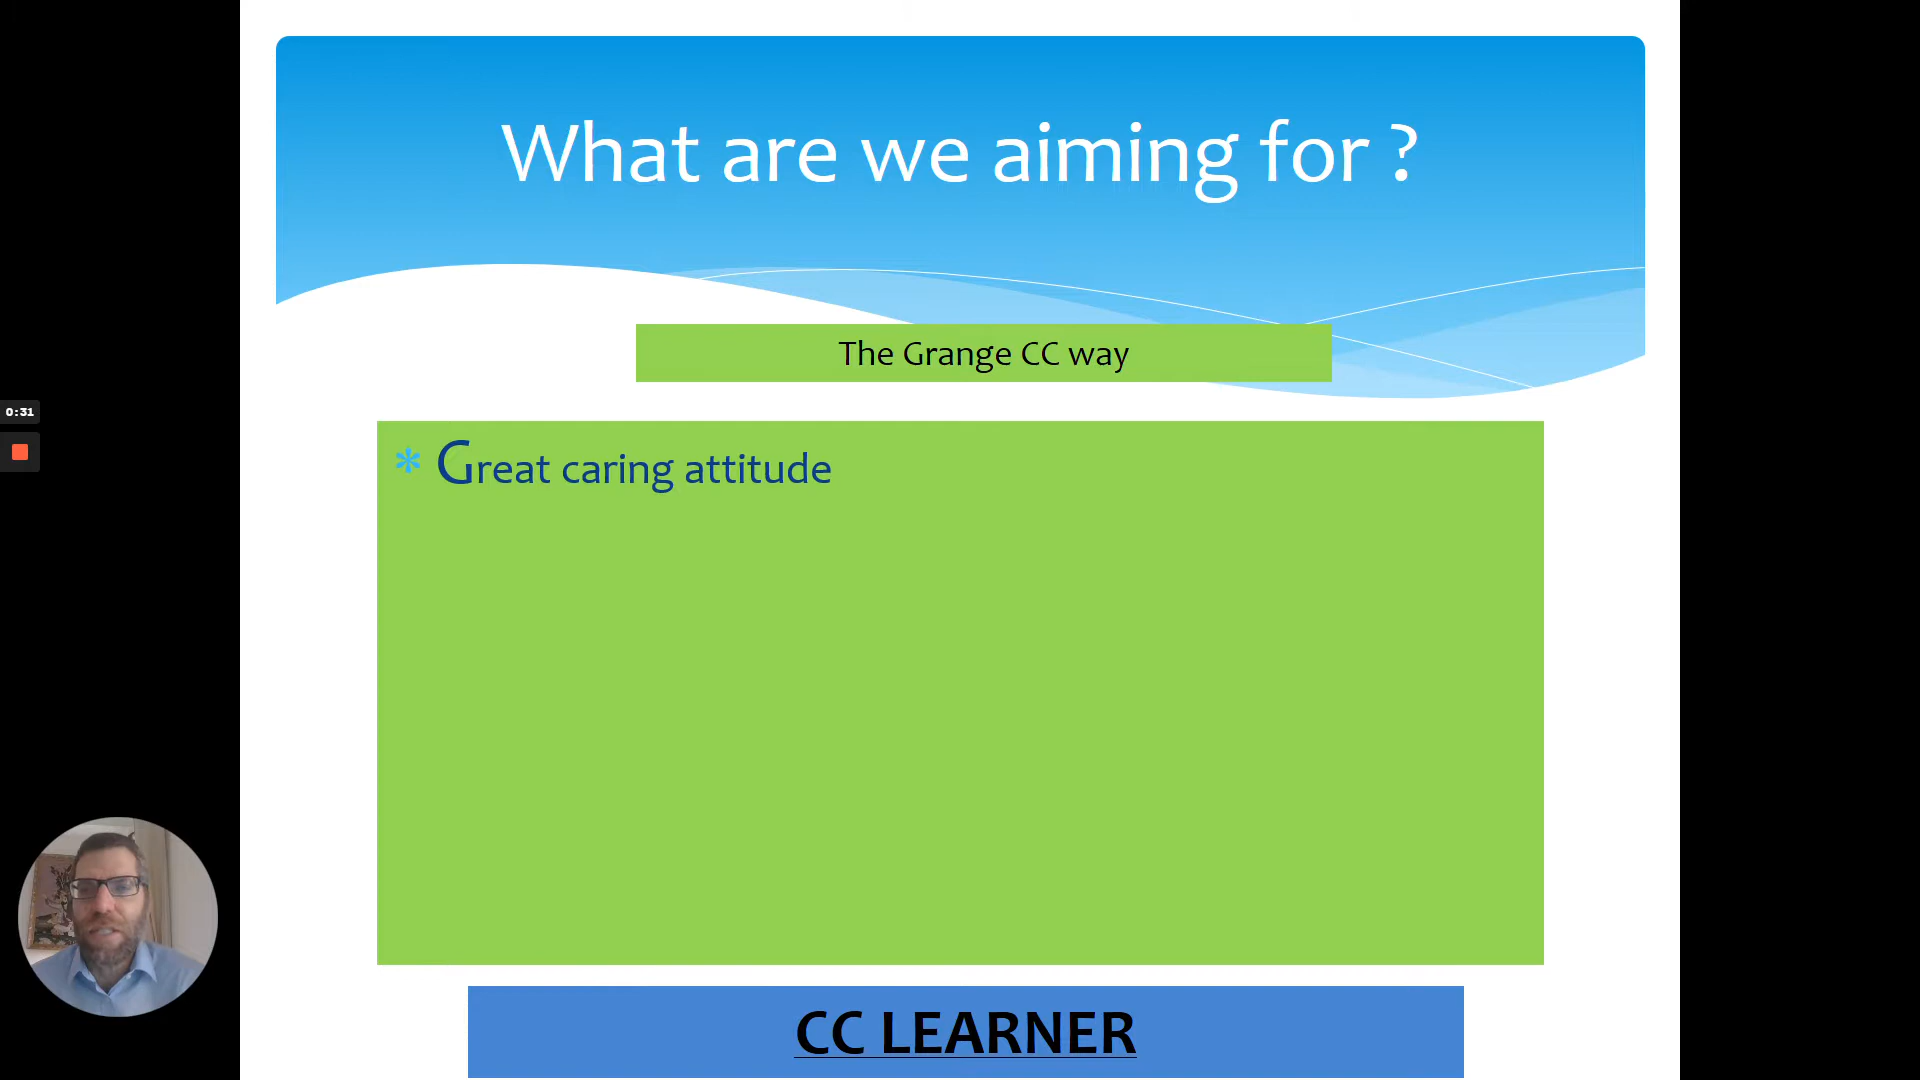 What are we aiming for ?
The Grange CC way
0:31
* Great caring attitude
CC LEARNER